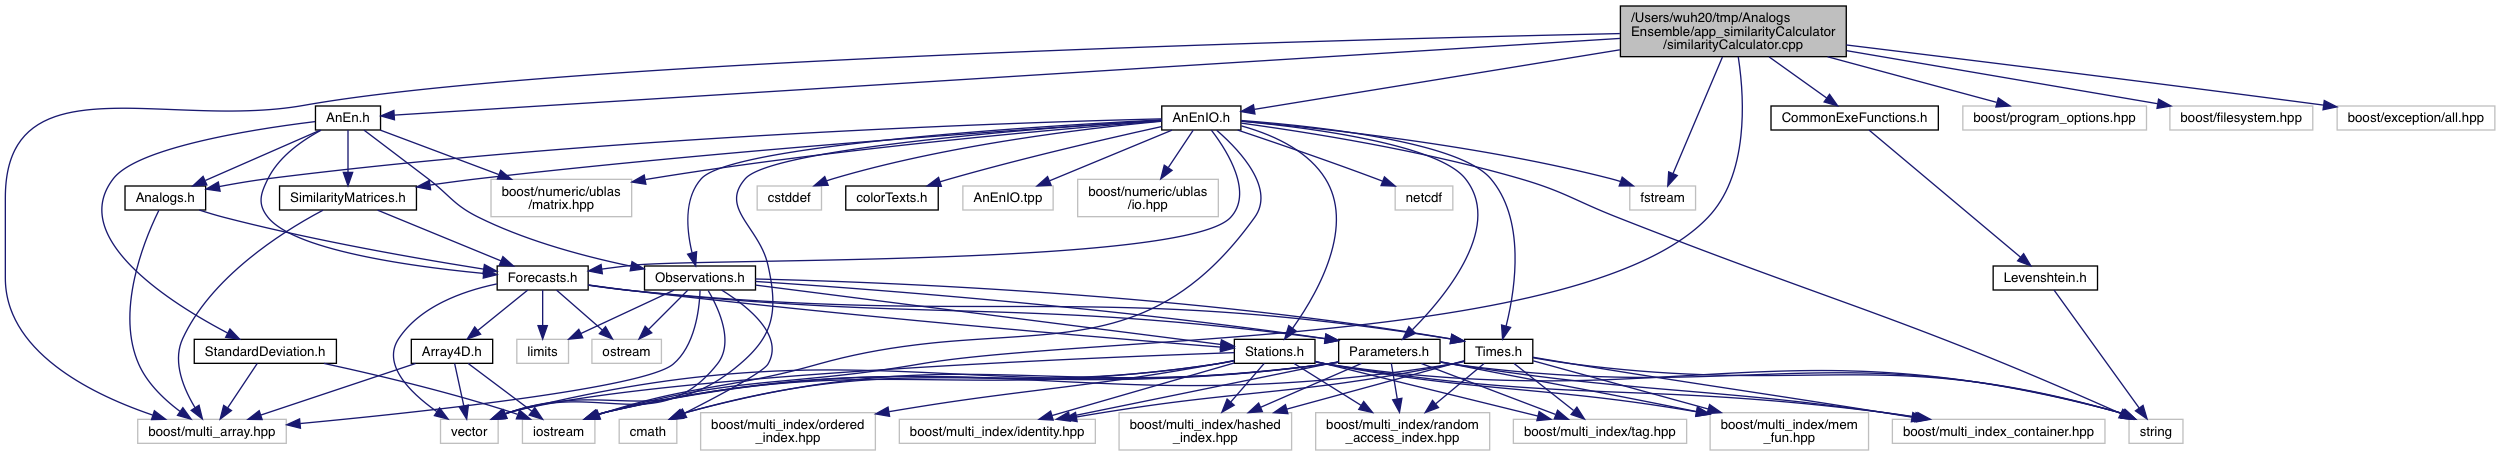 /Users/wuh20/tmp/Analogs
Ensemble/app_similarityCalculator
/similarityCalculator.cpp
AnEn.h
AnEnIO.h
CommonExeFunctions.h
boost/program_options.hpp
boost/filesystem.hpp
boost/exception/all.hpp
Analogs.h
SimilarityMatrices.h
boost/numeric/ublas
/matrix.hpp
cstddef
colorTexts.h
AnEnIO.tpp
boost/numeric/ublas
/io.hpp
netcdf
fstream
Forecasts.h
Observations.h
Levenshtein.h
StandardDeviation.h
Array4D.h
limits
ostream
Stations.h
Parameters.h
Times.h
boost/multi_array.hpp
vector
iostream
cmath
boost/multi_index/ordered
_index.hpp
boost/multi_index/identity.hpp
boost/multi_index/hashed
_index.hpp
boost/multi_index/random
_access_index.hpp
boost/multi_index/tag.hpp
boost/multi_index/mem
_fun.hpp
boost/multi_index_container.hpp
string